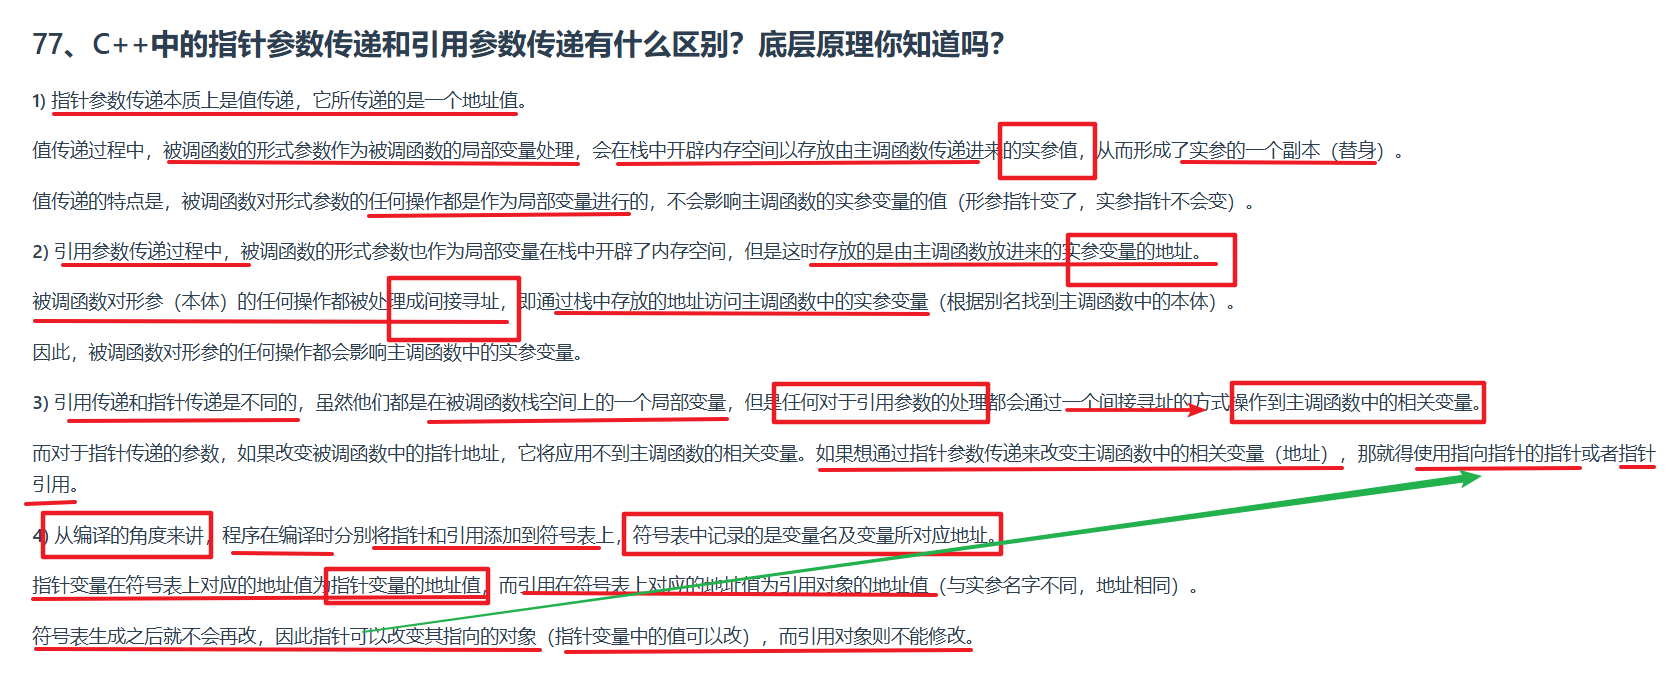 77、C++中的指针参数传递和引用参数传递有什么区别？底层原理你知道吗？
1) 指针参数传递本质上是值传递，它所传递的是一个地址值。
值传递过程中，被调函数的形式参数作为被调函数的局部变量处理，会在栈中开辟内存空间以存放由主调函数传递进来的实参值，从而形成了实参的一个副本（替身）。
值传递的特点是，被调函数对形式参数的任何操作都是作为局部变量进行的，不会影响主调函数的实参变量的值（形参指针变了，实参指针不会变）。
2) 引用参数传递过程中，被调函数的形式参数也作为局部变量在栈中开辟了内存空间，但是这时存放的是由主调函数放进来的实参变量的地址。
被调函数对形参（本体）的任何操作都被处理成间接寻址，即通过栈中存放的地址访问主调函数中的实参变量（根据别名找到主调函数中的本体）。
因此，被调函数对形参的任何操作都会影响主调函数中的实参变量。
3) 引用传递和指针传递是不同的，虽然他们都是在被调函数栈空间上的一个局部变量，但是任何对于引用参数的处理都会通过一个间接寻址的方式操作到主调函数中的相关变量。
而对于指针传递的参数，如果改变被调函数中的指针地址，它将应用不到主调函数的相关变量。如果想通过指针参数传递来改变主调函数中的相关变量（地址），那就得使用指向指针的指针或者指针
引用。
4) 从编译的角度来讲，程序在编译时分别将指针和引用添加到符号表上，符号表中记录的是变量名及变量所对应地址。
指针变量在符号表上对应的地址值为指针变量的地址值，而引用在符号表上对应的地址值为引用对象的地址值（与实参名字不同，地址相同）。
符号表生成之后就不会再改，因此指针可以改变其指向的对象（指针变量中的值可以改），而引用对象则不能修改。